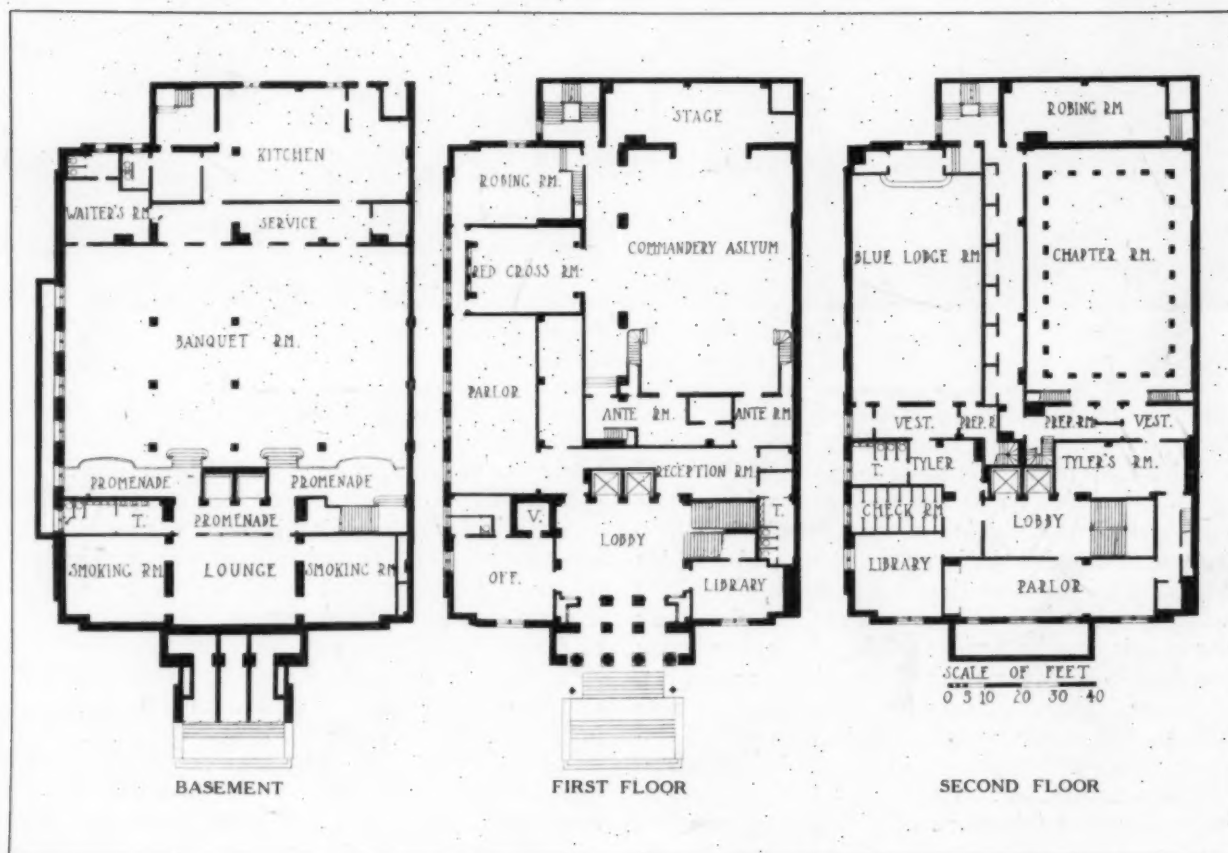 KITCHEN
WAITER'S RM.
SERVICE
BANQUET RM.
PROMENADE
PROMENADE
T.
PROMENADE
SMOKING RM
LOUNGE
SMOKING RM
BASEMENT
STAGE
ROBING RM.
COMMANDERY ASLYUM
RED CROSS RM.
PARLOR
ANTE RM.
ANTE RM
RECEPTION RM.
V.
T.
LOBBY
OFF.
LIBRARY
FIRST FLOOR
ROBING RM
BLUE LODGE RM
CHAPTER RM.
VEST.
PREP. R.
PREP. RM.
VEST.
T.
TYLER
TYLER'S RM.
CHECK RM.
LOBBY
LIBRARY
PARLOR
SCALE OF FEET
0 5 10 20 30 40
SECOND FLOOR